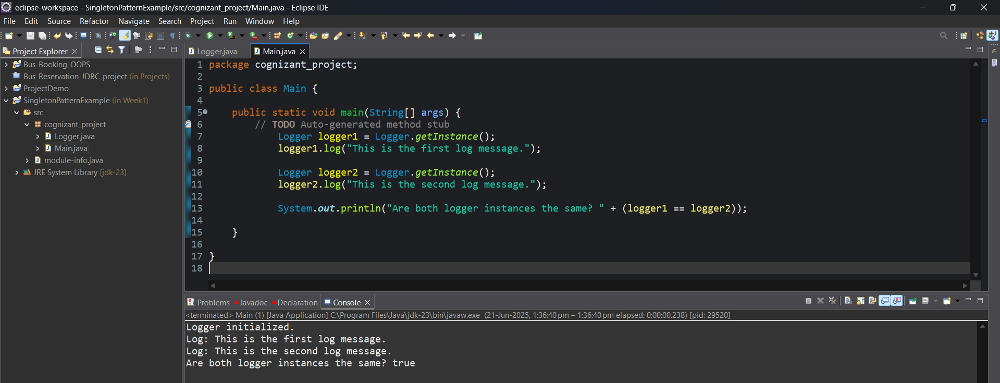 eclipse-workspace - SingletonPatternExample/src/cognizant_project/Main.java - Eclipse IDE
File Edit Source Refactor Navigate Search Project Run Window Help
Project Explorer
Bus_Booking_OOPS
Bus_Reservation_JDBC_project (in Projects)
ProjectDemo
SingletonPatternExample (in Week1)
src
cognizant_project
Logger.java
Main.java
module-info.java
JRE System Library [jdk-23]
Logger.java Main.java
1 package cognizant_project;
2
3 public class Main {
4
5 public static void main(String[] args) {
6 // TODO Auto-generated method stub
7 Logger logger1 = Logger.getInstance();
8 logger1.log("This is the first log message.");
9
10 Logger logger2 = Logger.getInstance();
11 logger2.log("This is the second log message.");
12
13 System.out.println("Are both logger instances the same? " + (logger1 == logger2));
14
15 }
16
17 }
18
Problems Javadoc Declaration Console
<terminated> Main (1) [Java Application] C:\Program Files\Java\jdk-23\bin\javaw.exe (21-Jun-2025, 1:36:40 pm – 1:36:40 pm elapsed: 0:00:00.238) [pid: 29520]
Logger initialized.
Log: This is the first log message.
Log: This is the second log message.
Are both logger instances the same? true